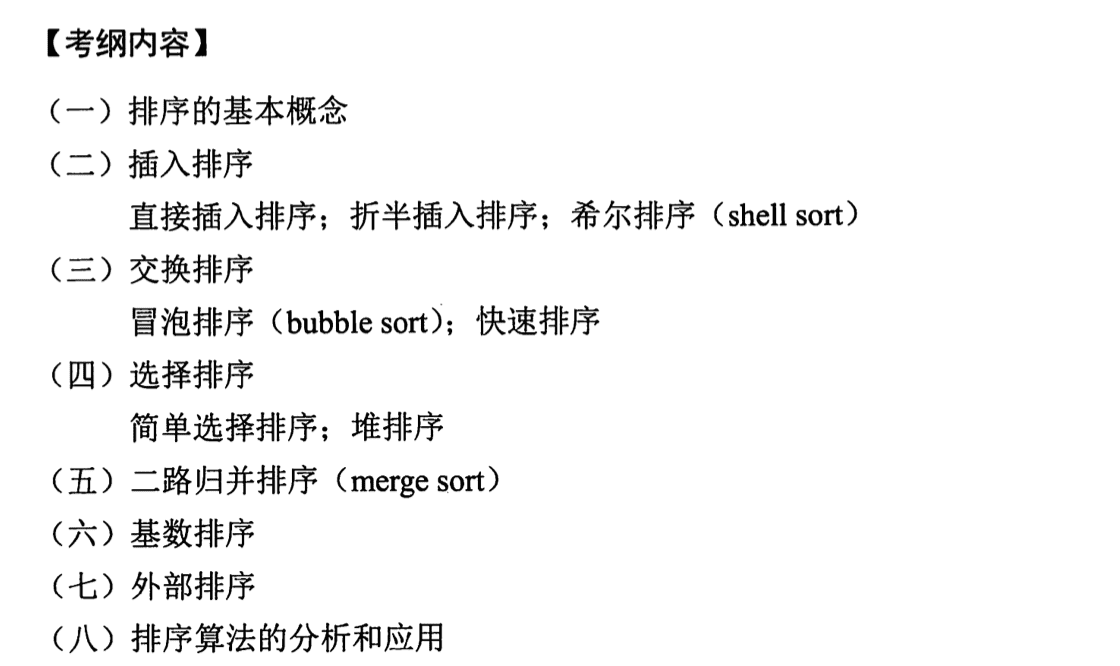 【考纲内容】
（一）排序的基本概念
（二）插入排序
直接插入排序；折半插入排序；希尔排序（shell sort）
（三）交换排序
冒泡排序（bubble sort）；快速排序
（四）选择排序
简单选择排序；堆排序
（五）二路归并排序（merge sort）
（六）基数排序
（七）外部排序
（八）排序算法的分析和应用